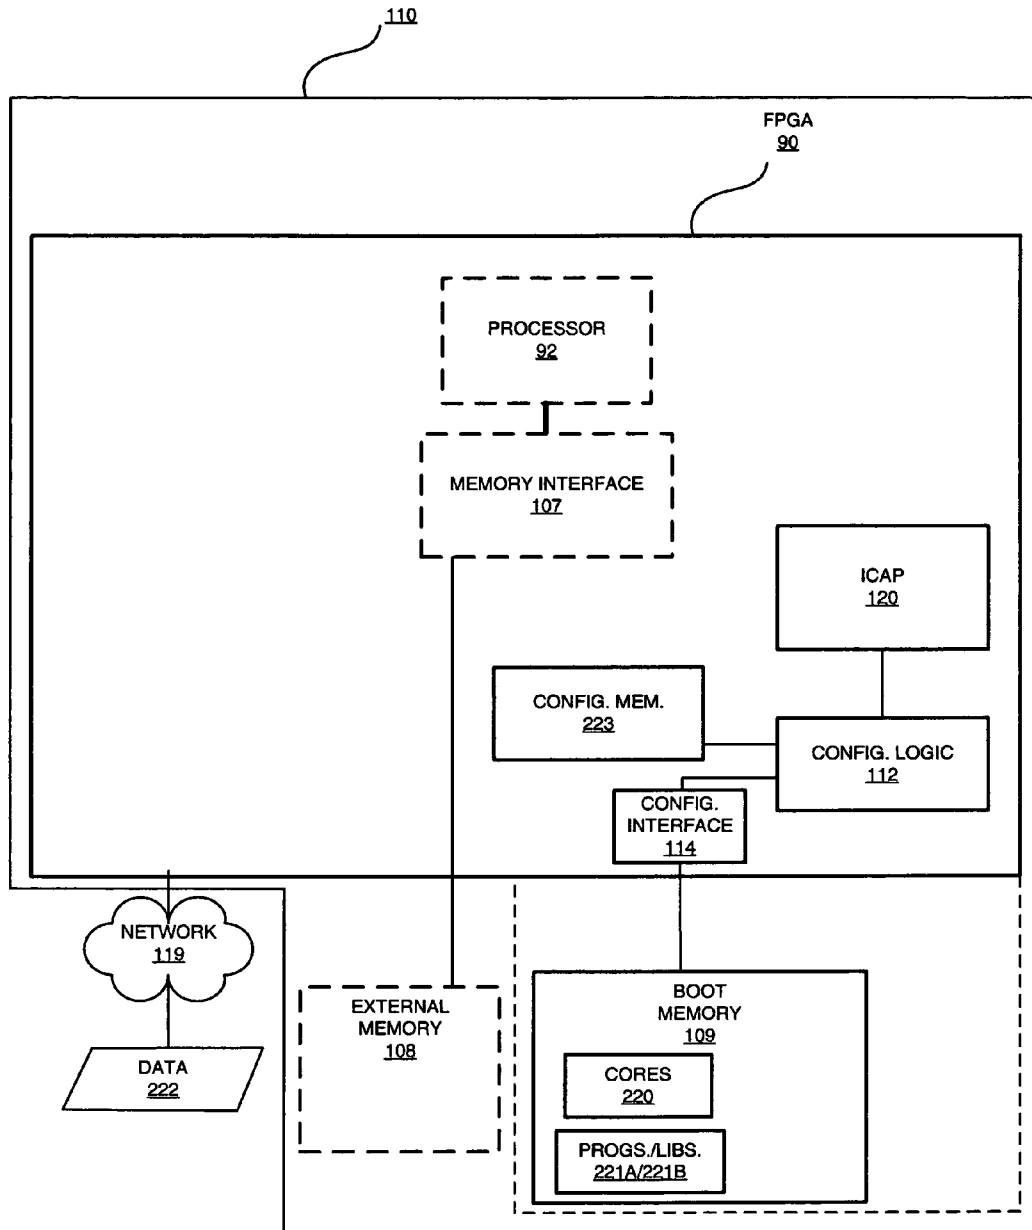 110
FPGA
90
PROCESSOR
92
MEMORY INTERFACE
107
ICAP
120
CONFIG. MEM.
223
CONFIG. LOGIC
112
CONFIG.
INTERFACE
114
NETWORK
119
DATA
222
EXTERNAL
MEMORY
108
BOOT
MEMORY
109
CORES
220
PROGS./LIBS.
221A/221B